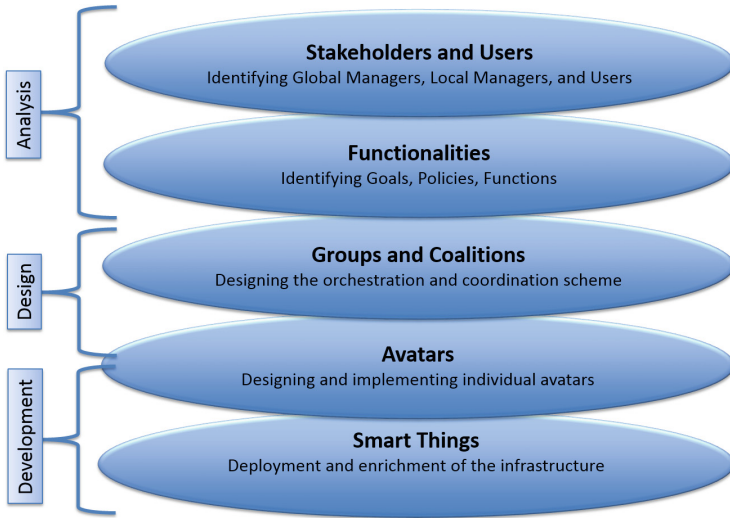 Analysis
Stakeholders and Users
Identifying Global Managers, Local Managers, and Users
Functionalities
Identifying Goals, Policies, Functions
Design
Groups and Coalitions
Designing the orchestration and coordination scheme
Avatars
Designing and implementing individual avatars
Development
Smart Things
Deployment and enrichment of the infrastructure